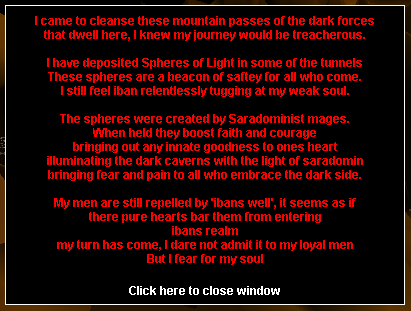 I came to cleanse these mountain passes of the dark forces
that dwell here, I knew my journey would be treacherous.
I have deposited Spheres of Light in some of the tunnels
These spheres are a beacon of saftey for all who come.
I still feel iban relentlessly tugging at my weak soul.
The spheres were created by Saradominist mages.
When held they boost faith and courage
bringing out any innate goodness to ones heart
illuminating the dark caverns with the light of saradomin
bringing fear and pain to all who embrace the dark side.
My men are still repelled by 'ibans well', it seems as if
there pure hearts bar them from entering
ibans realm
my turn has come, I dare not admit it to my loyal men
But I fear for my soul
Click here to close window